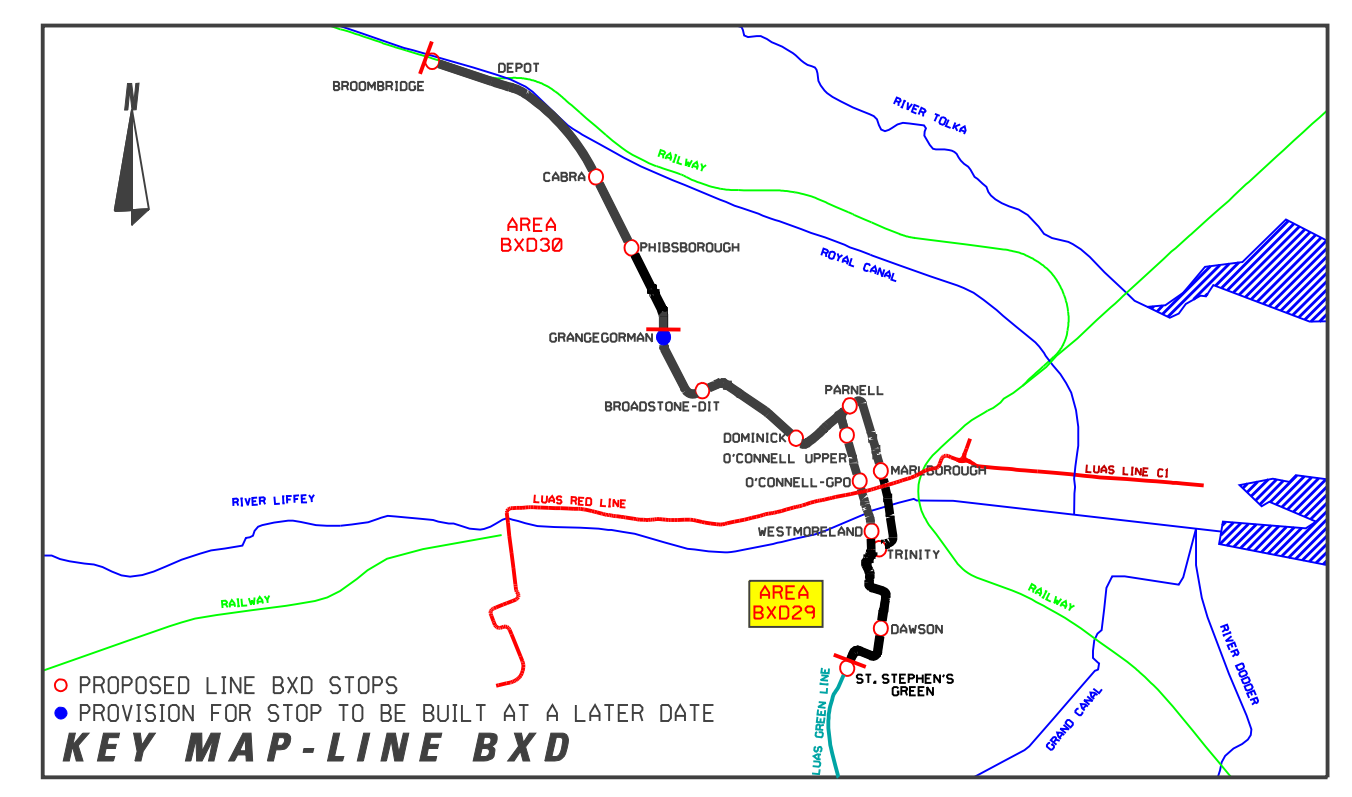 N
BROOMBRIDGE
DEPOT
RIVER TOLKA
RAILWAY
CABRA
AREA
BXD30
PHIBSBOROUGH
ROYAL CANAL
GRANGEGORMAN
BROADSTONE-DIT
PARNELL
DOMINICK
O'CONNELL UPPER
MARLBOROUGH
LUAS LINE C1
O'CONNELL-GPO
RIVER LIFFEY
LUAS RED LINE
WESTMORELAND
TRINITY
RAILWAY
AREA
BXD29
RAILWAY
DAWSON
RIVER DODDER
ST. STEPHEN'S
GREEN
LUAS GREEN LINE
GRAND CANAL
PROPOSED LINE BXD STOPS
PROVISION FOR STOP TO BE BUILT AT A LATER DATE
KEY MAP-LINE BXD